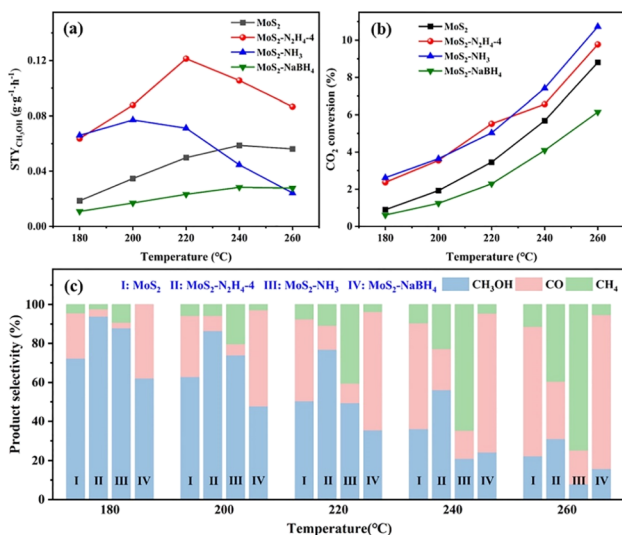 (a)
MoS₂
MoS₂-N₂H₄-4
MoS₂-NH₃
MoS₂-NaBH₄
STY_CH₃OH (g·g⁻¹·h⁻¹)
0.12
0.08
0.04
0.00
180 200 220 240 260
Temperature (℃)
(b)
MoS₂
MoS₂-N₂H₄-4
MoS₂-NH₃
MoS₂-NaBH₄
CO₂ conversion (%)
10
8
6
4
2
0
180 200 220 240 260
Temperature (℃)
(c)
I: MoS₂ II: MoS₂-N₂H₄-4 III: MoS₂-NH₃ IV: MoS₂-NaBH₄
CH₃OH CO CH₄
Product selectivity (%)
100
80
60
40
20
0
I II III IV I II III IV I II III IV I II III IV I II III IV
180 200 220 240 260
Temperature(℃)